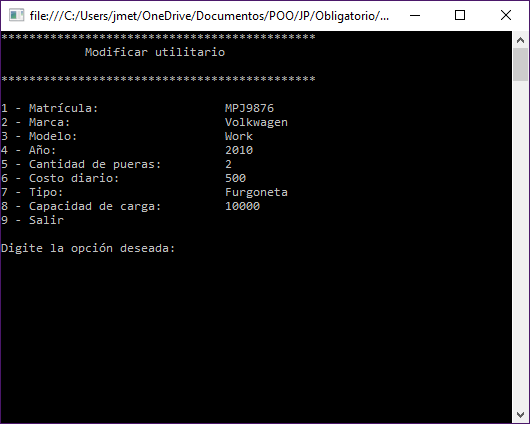 file:///C:/Users/jmet/OneDrive/Documentos/POO/JP/Obligatorio/...
*********************************************
Modificar utilitario
*********************************************
1 - Matrícula: MPJ9876
2 - Marca: Volkwagen
3 - Modelo: Work
4 - Año: 2010
5 - Cantidad de pueras: 2
6 - Costo diario: 500
7 - Tipo: Furgoneta
8 - Capacidad de carga: 10000
9 - Salir
Digite la opción deseada: